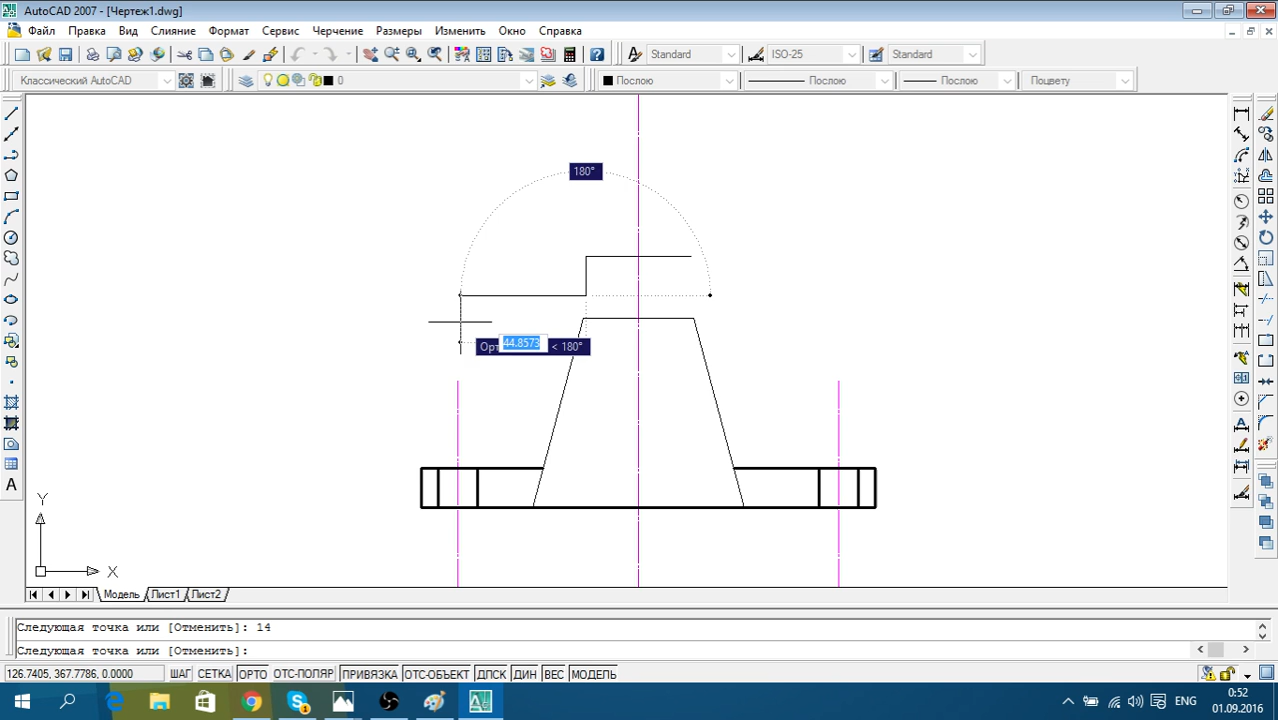 AutoCAD 2007 - [Чертеж1.dwg]
Файл Правка Вид Слияние Формат Сервис Черчение Размеры Изменить Окно Справка
Standard ISO-25 Standard
Классический AutoCAD 0 Послою Послою Послою Поцвету
180°
Орт 44.8573 < 180°
Y
X
A
Модель Лист1 Лист2
Следующая точка или [Отменить]: 14
Следующая точка или [Отменить]:
126.7405, 367.7786, 0.0000 ШАГ СЕТКА ОРТО ОТС-ПОЛЯР ПРИВЯЗКА ОТС-ОБЪЕКТ ДПСК ДИН ВЕС МОДЕЛЬ
ENG 0:52
01.09.2016